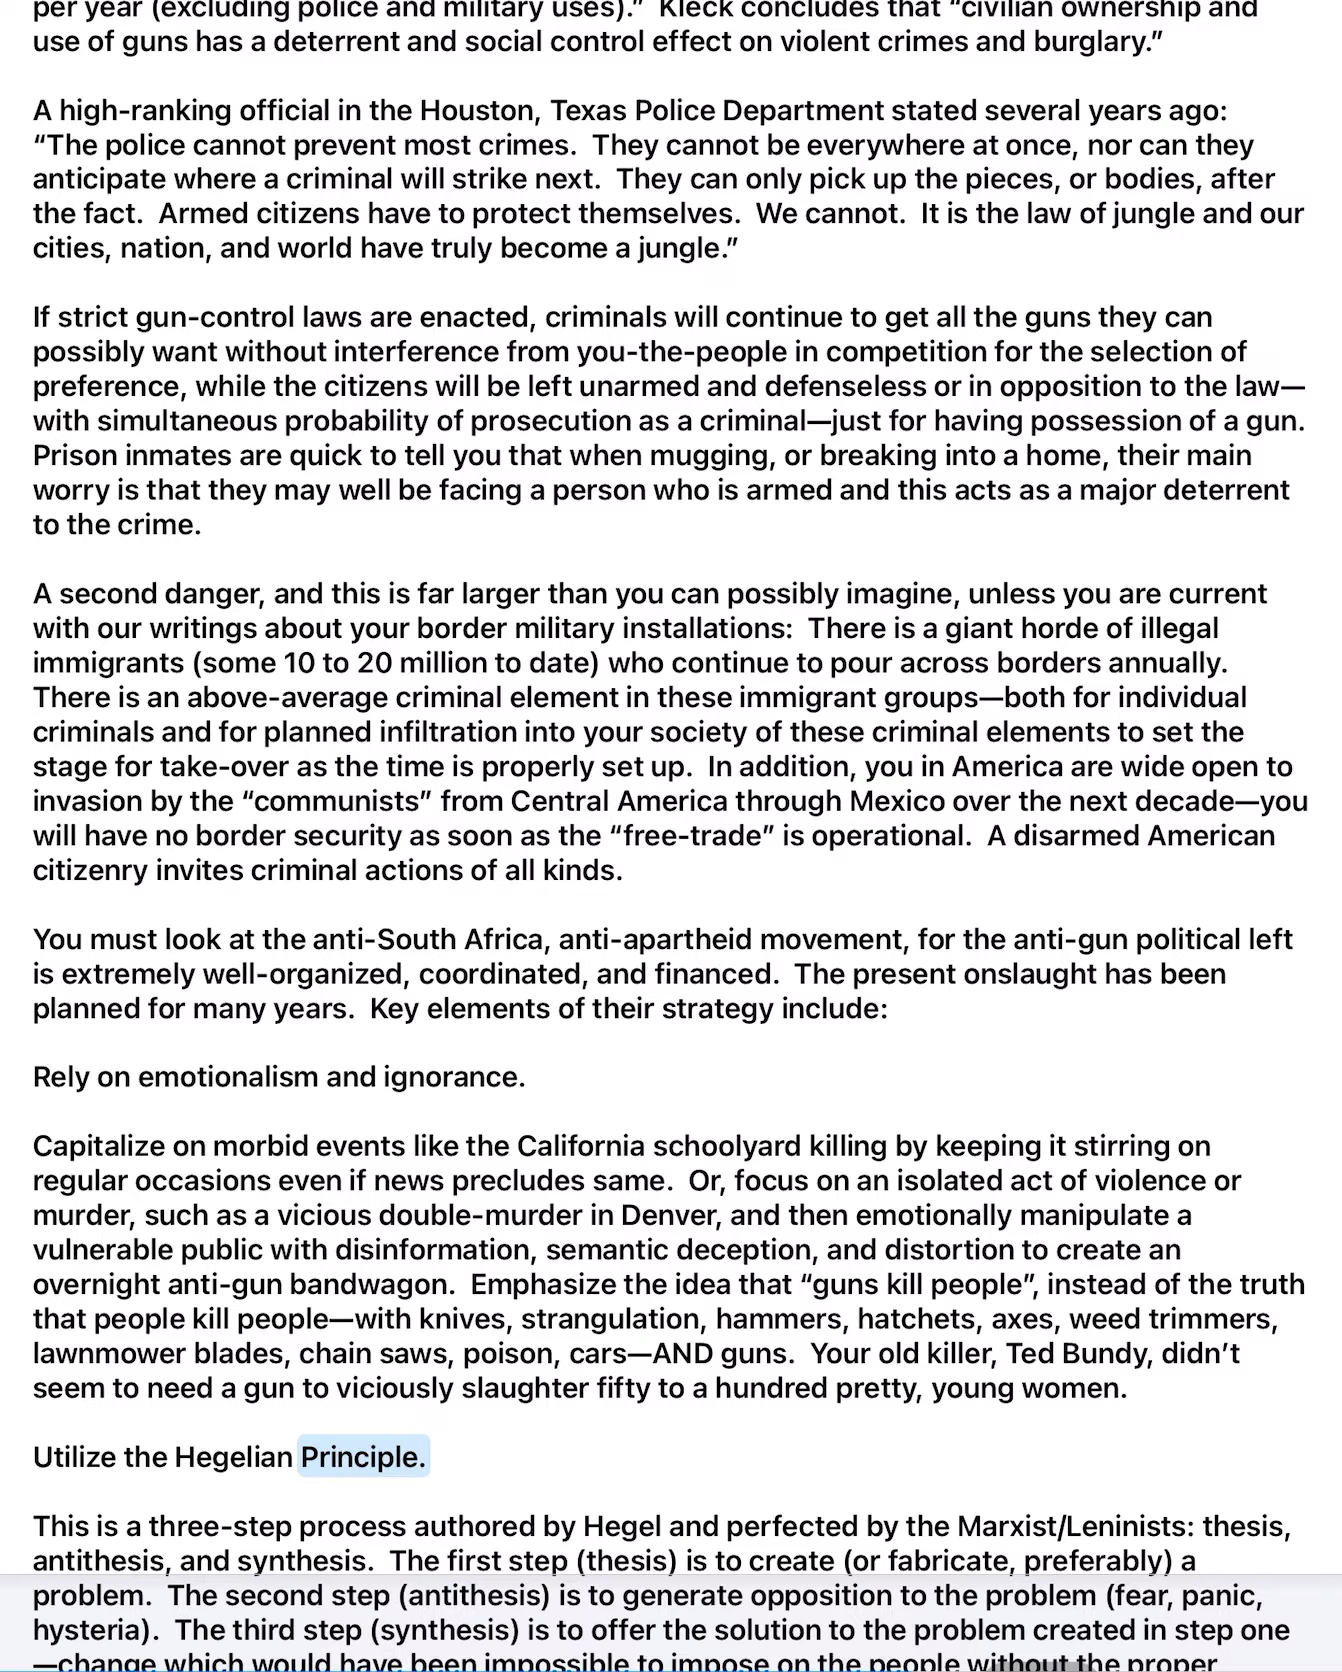 per year (excluding police and military uses).”  Kleck concludes that “civilian ownership and
use of guns has a deterrent and social control effect on violent crimes and burglary.”
A high-ranking official in the Houston, Texas Police Department stated several years ago:
“The police cannot prevent most crimes.  They cannot be everywhere at once, nor can they
anticipate where a criminal will strike next.  They can only pick up the pieces, or bodies, after
the fact.  Armed citizens have to protect themselves.  We cannot.  It is the law of jungle and our
cities, nation, and world have truly become a jungle.”
If strict gun-control laws are enacted, criminals will continue to get all the guns they can
possibly want without interference from you-the-people in competition for the selection of
preference, while the citizens will be left unarmed and defenseless or in opposition to the law—
with simultaneous probability of prosecution as a criminal—just for having possession of a gun.
Prison inmates are quick to tell you that when mugging, or breaking into a home, their main
worry is that they may well be facing a person who is armed and this acts as a major deterrent
to the crime.
A second danger, and this is far larger than you can possibly imagine, unless you are current
with our writings about your border military installations:  There is a giant horde of illegal
immigrants (some 10 to 20 million to date) who continue to pour across borders annually.
There is an above-average criminal element in these immigrant groups—both for individual
criminals and for planned infiltration into your society of these criminal elements to set the
stage for take-over as the time is properly set up.  In addition, you in America are wide open to
invasion by the “communists” from Central America through Mexico over the next decade—you
will have no border security as soon as the “free-trade” is operational.  A disarmed American
citizenry invites criminal actions of all kinds.
You must look at the anti-South Africa, anti-apartheid movement, for the anti-gun political left
is extremely well-organized, coordinated, and financed.  The present onslaught has been
planned for many years.  Key elements of their strategy include:
Rely on emotionalism and ignorance.
Capitalize on morbid events like the California schoolyard killing by keeping it stirring on
regular occasions even if news precludes same.  Or, focus on an isolated act of violence or
murder, such as a vicious double-murder in Denver, and then emotionally manipulate a
vulnerable public with disinformation, semantic deception, and distortion to create an
overnight anti-gun bandwagon.  Emphasize the idea that “guns kill people”, instead of the truth
that people kill people—with knives, strangulation, hammers, hatchets, axes, weed trimmers,
lawnmower blades, chain saws, poison, cars—AND guns.  Your old killer, Ted Bundy, didn’t
seem to need a gun to viciously slaughter fifty to a hundred pretty, young women.
Utilize the Hegelian Principle.
This is a three-step process authored by Hegel and perfected by the Marxist/Leninists: thesis,
antithesis, and synthesis.  The first step (thesis) is to create (or fabricate, preferably) a
problem.  The second step (antithesis) is to generate opposition to the problem (fear, panic,
hysteria).  The third step (synthesis) is to offer the solution to the problem created in step one
—change which would have been impossible to impose on the people without the proper